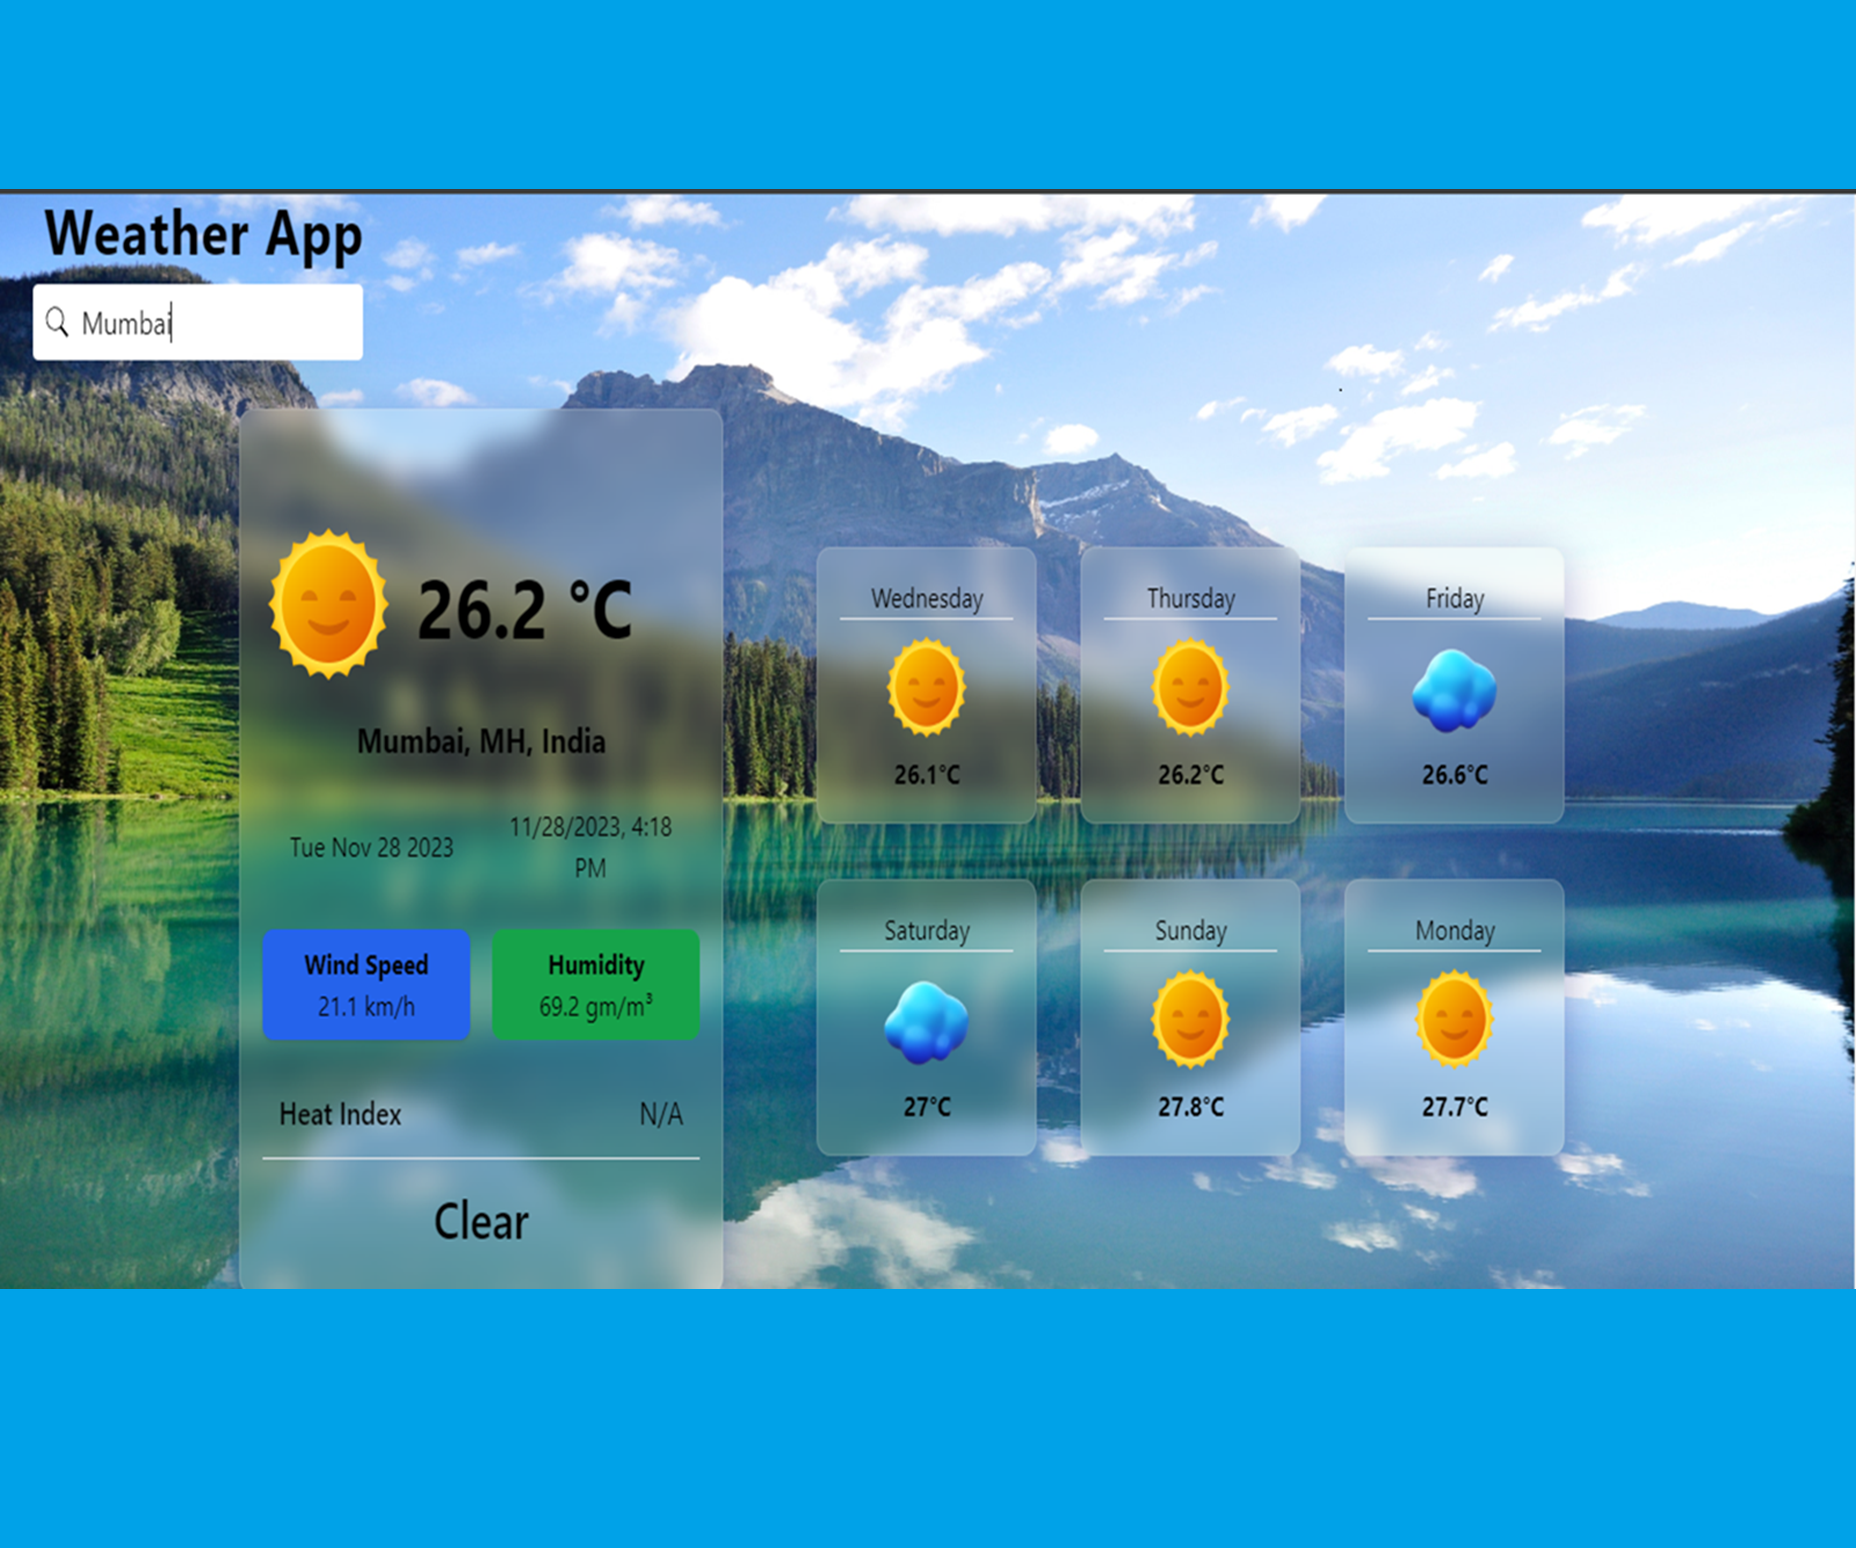 Weather App
Mumbai
26.2 °C
Mumbai, MH, India
Tue Nov 28 2023
11/28/2023, 4:18
PM
Wind Speed
21.1 km/h
Humidity
69.2 gm/m³
Heat Index N/A
Clear
Wednesday
26.1°C
Thursday
26.2°C
Friday
26.6°C
Saturday
27°C
Sunday
27.8°C
Monday
27.7°C